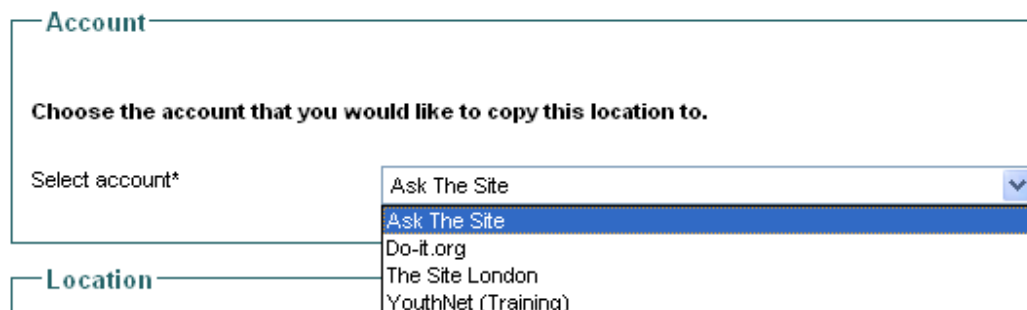 Account
Choose the account that you would like to copy this location to.
Select account*
Ask The Site
Ask The Site
Do-it.org
The Site London
YouthNet (Training)
Location